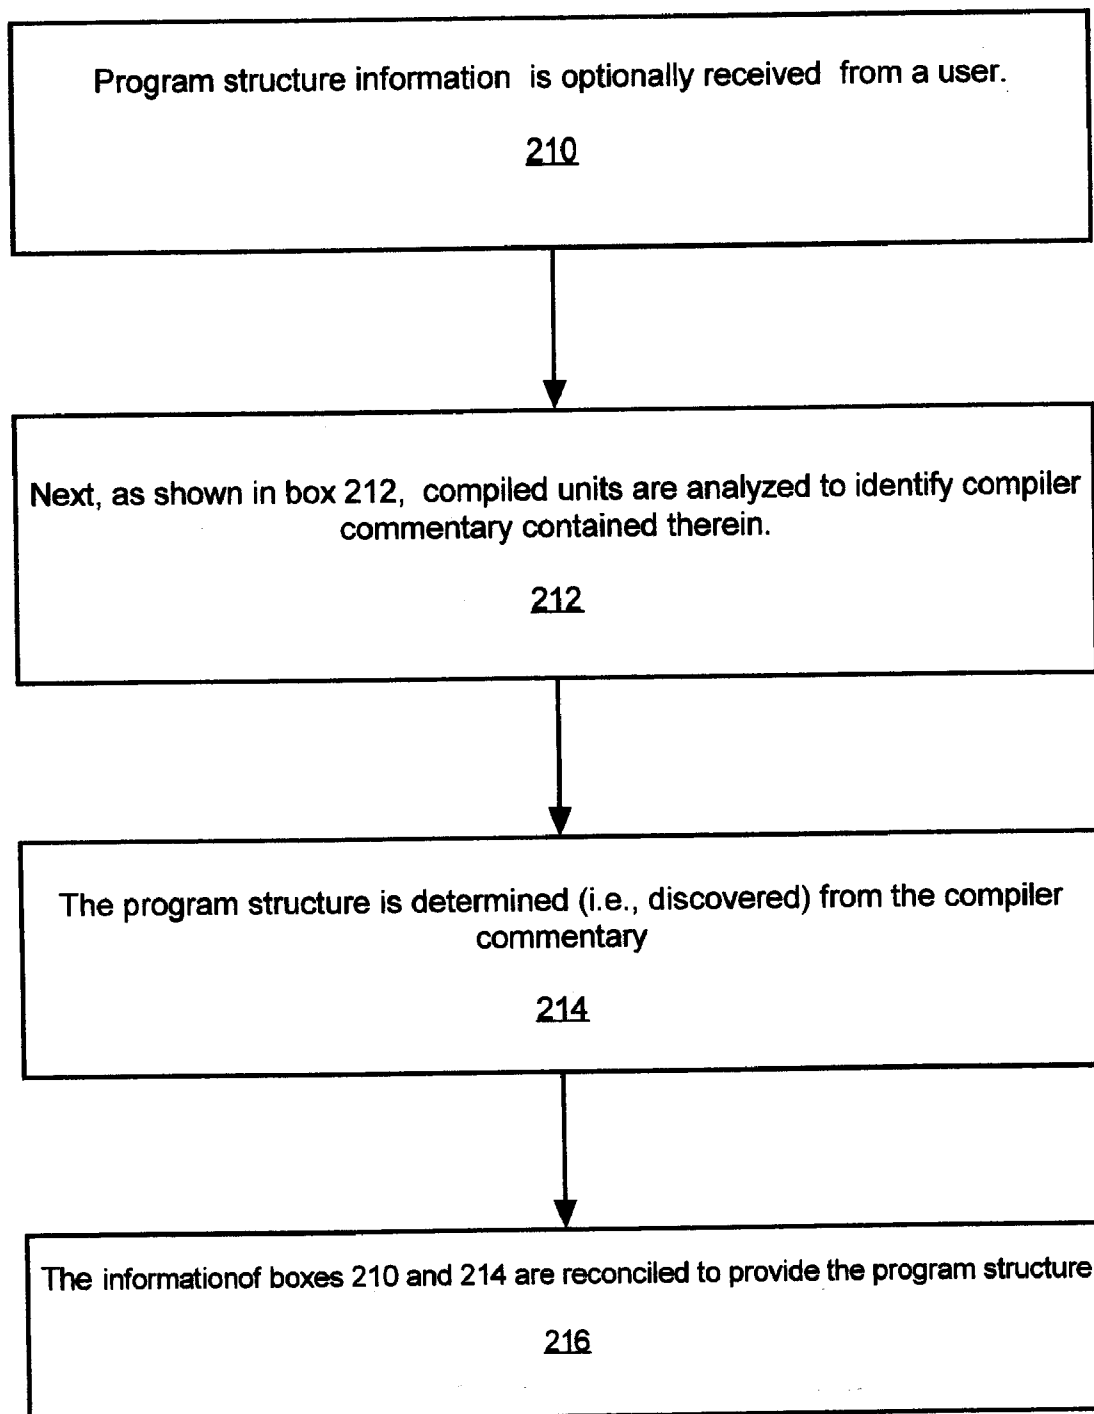 Program structure information is optionally received from a user.
210
Next, as shown in box 212, compiled units are analyzed to identify compiler
commentary contained therein.
212
The program structure is determined (i.e., discovered) from the compiler
commentary
214
The informationof boxes 210 and 214 are reconciled to provide the program structure
216